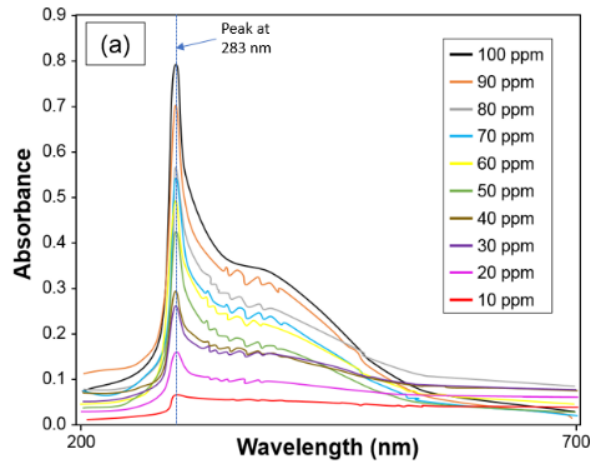 (a)
Peak at
283 nm
100 ppm
90 ppm
80 ppm
70 ppm
60 ppm
50 ppm
40 ppm
30 ppm
20 ppm
10 ppm
Absorbance
0.9
0.8
0.7
0.6
0.5
0.4
0.3
0.2
0.1
0.0
200
700
Wavelength (nm)